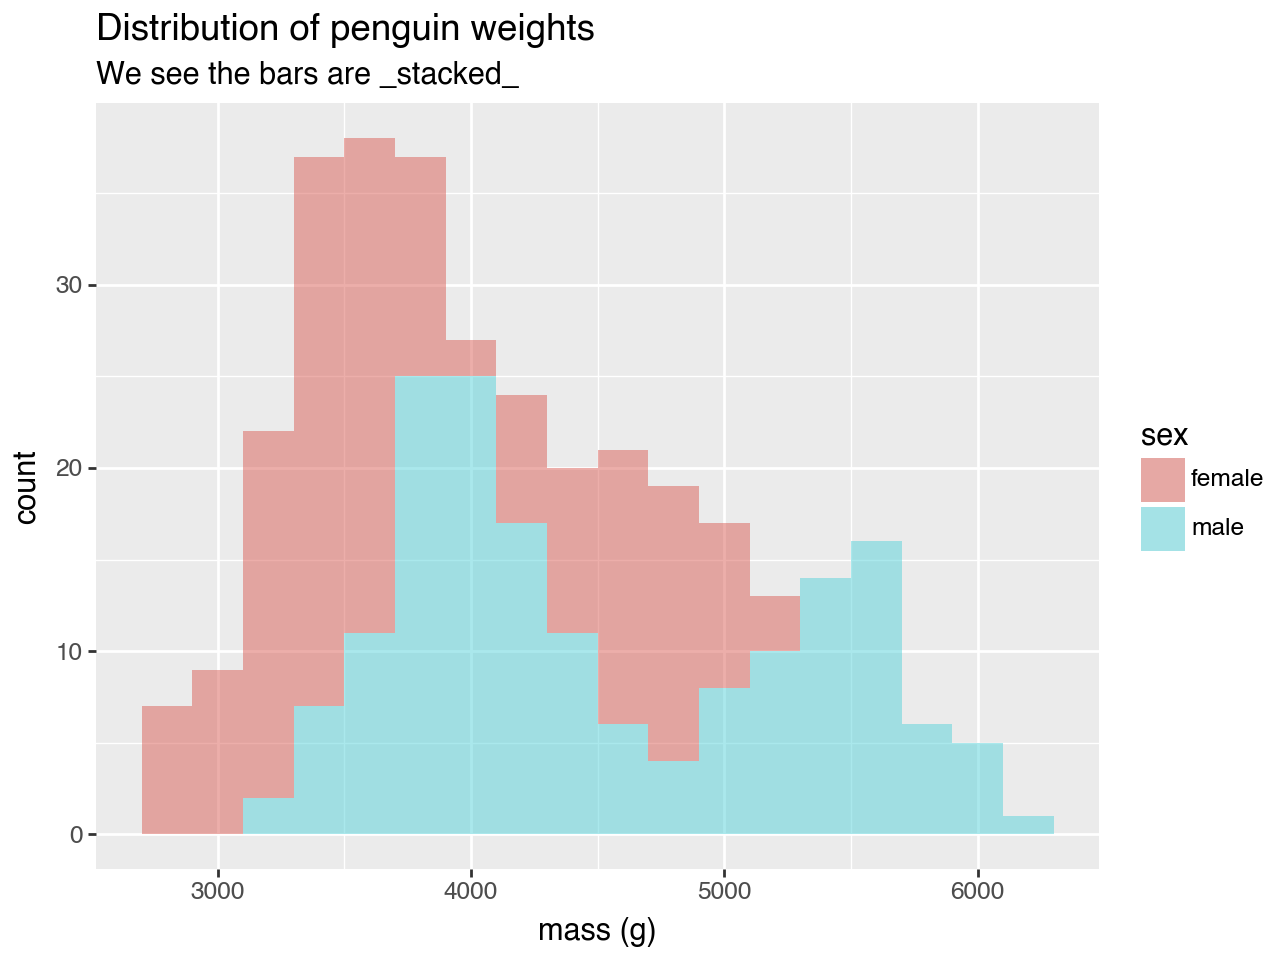 Distribution of penguin weights
We see the bars are _stacked_
count
30
20
10
0
3000 4000 5000 6000
mass (g)
sex
female
male